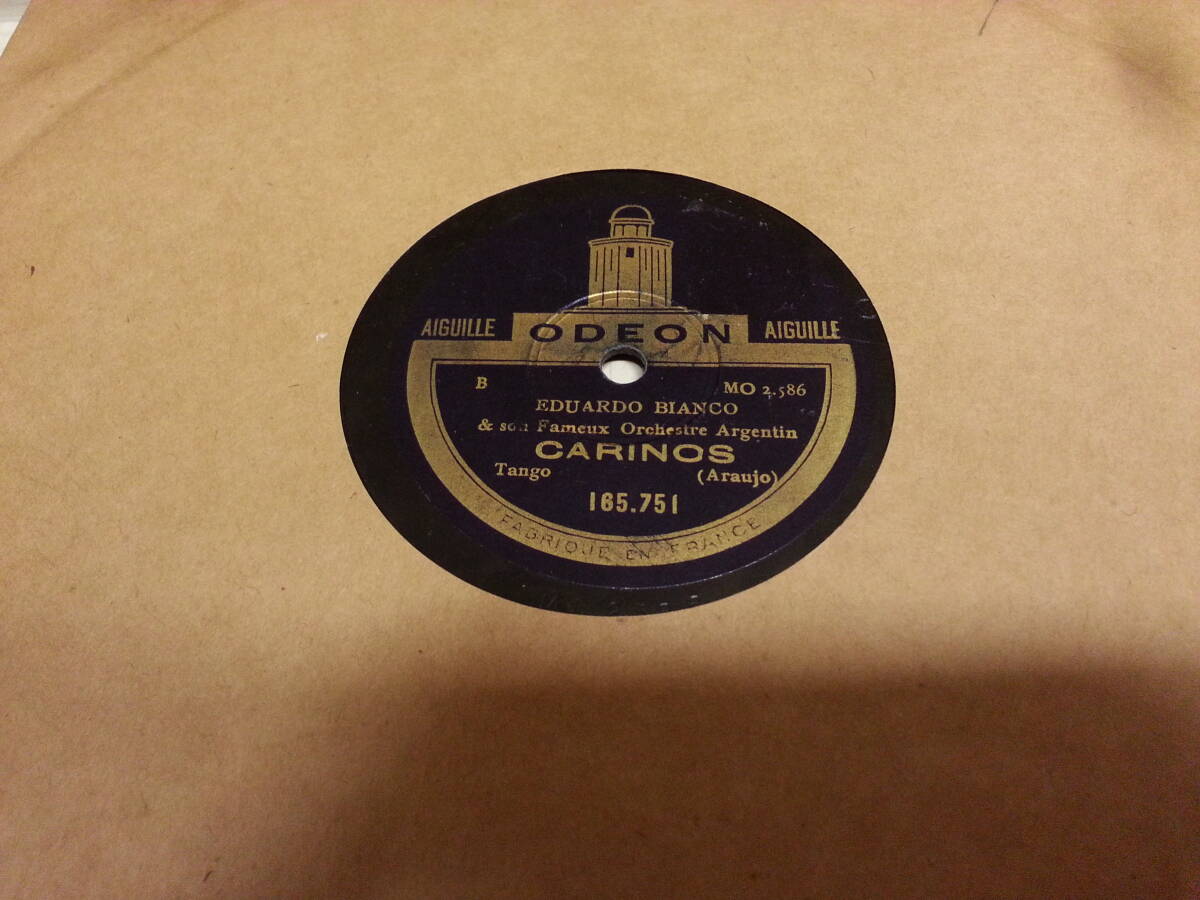 AIGUILLE ODEON AIGUILLE
B MO 2.586
EDUARDO BIANCO
& son Fameux Orchestre Argentin
CARINOS
Tango (Araujo)
165.751
FABRIQUE EN FRANCE